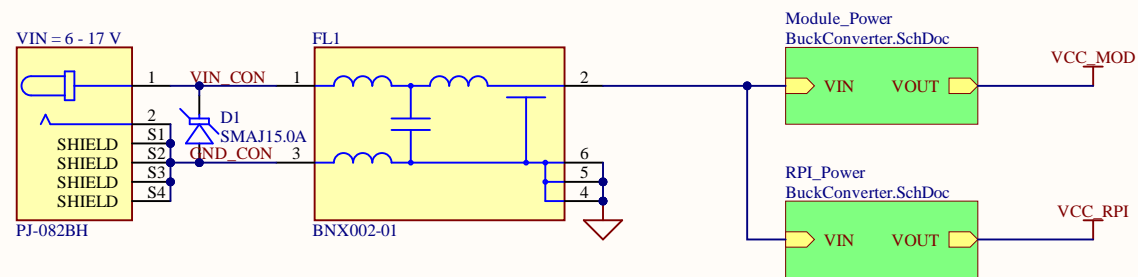 VIN = 6 - 17 V
1
VIN_CON
2
S1
S2
S3
S4
SHIELD
SHIELD
SHIELD
SHIELD
PJ-082BH
D1
SMAJ15.0A
GND_CON
FL1
1
3
2
6
5
4
BNX002-01
Module_Power
BuckConverter.SchDoc
VIN VOUT
VCC_MOD
RPI_Power
BuckConverter.SchDoc
VIN VOUT
VCC_RPI